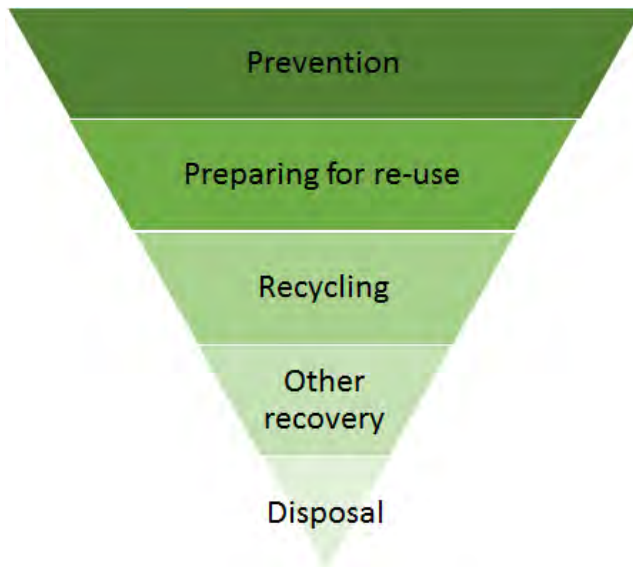 Prevention
Preparing for re-use
Recycling
Other
recovery
Disposal